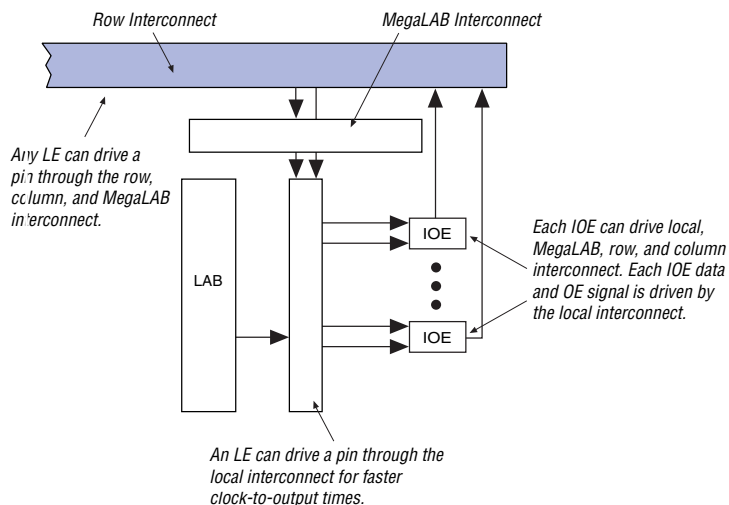 Row Interconnect
MegaLAB Interconnect
Any LE can drive a
pin through the row,
column, and MegaLAB
interconnect.
LAB
IOE
IOE
Each IOE can drive local,
MegaLAB, row, and column
interconnect. Each IOE data
and OE signal is driven by
the local interconnect.
An LE can drive a pin through the
local interconnect for faster
clock-to-output times.